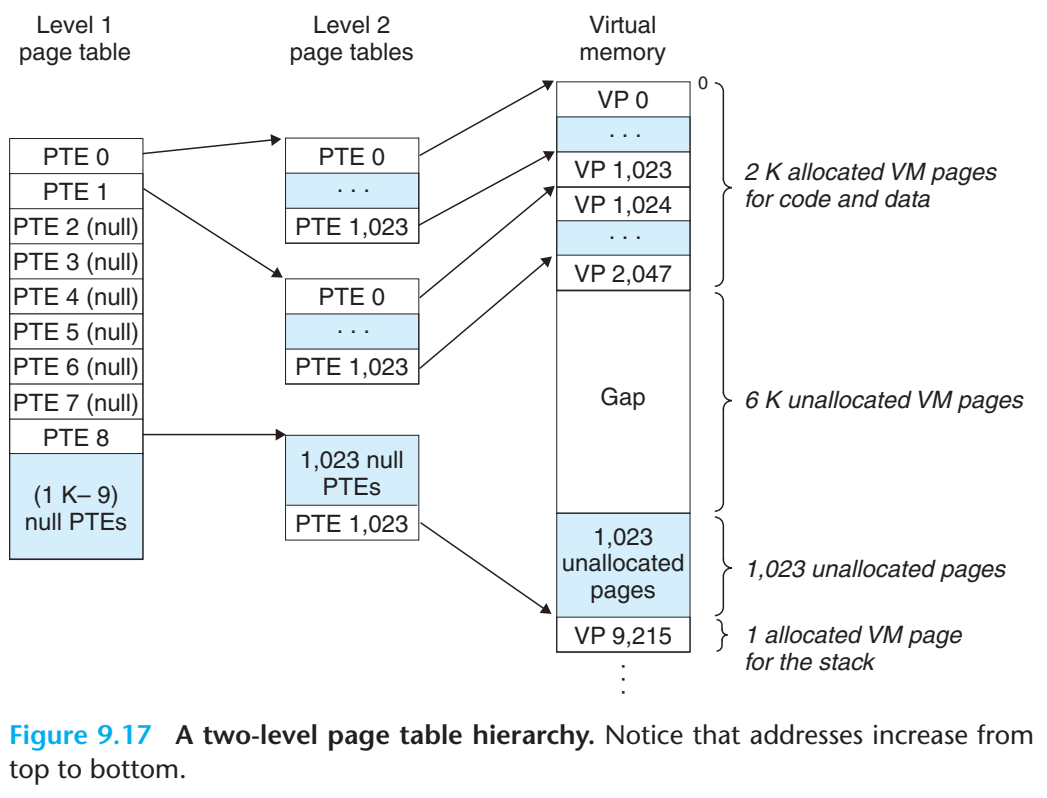 Level 1
page table
Level 2
page tables
Virtual
memory
PTE 0
PTE 1
PTE 2 (null)
PTE 3 (null)
PTE 4 (null)
PTE 5 (null)
PTE 6 (null)
PTE 7 (null)
PTE 8
(1 K– 9)
null PTEs
PTE 0
. . .
PTE 1,023
PTE 0
. . .
PTE 1,023
1,023 null
PTEs
PTE 1,023
0
VP 0
. . .
VP 1,023
VP 1,024
. . .
VP 2,047
Gap
1,023
unallocated
pages
VP 9,215
. . .
2 K allocated VM pages
for code and data
6 K unallocated VM pages
1,023 unallocated pages
1 allocated VM page
for the stack
Figure 9.17 A two-level page table hierarchy. Notice that addresses increase from
top to bottom.